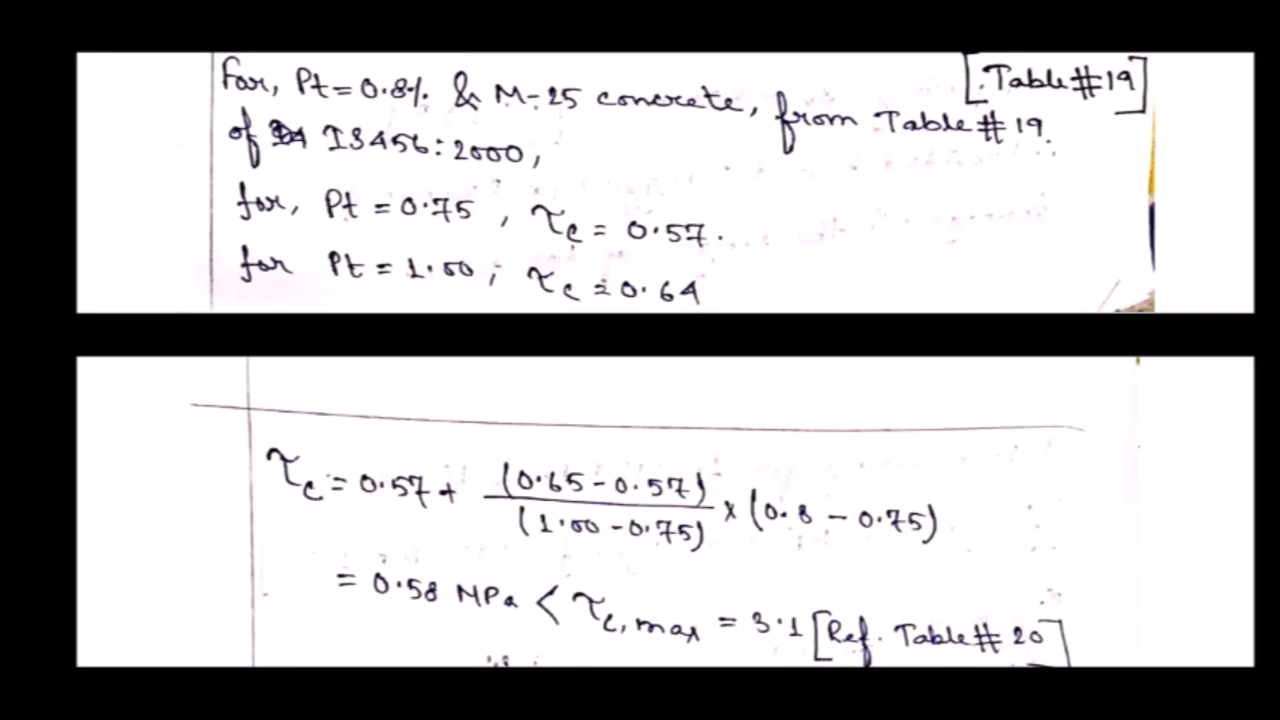 [Table#19]
For, Pt=0.8% & M-25 concrete, from Table#19.
of IS456:2000,
for, Pt = 0.75, τc = 0.57.
for Pt = 1.00, τc = 0.64
τc = 0.57 + (0.65-0.57)/(1.00-0.75) x (0.8 - 0.75)
= 0.58 MPa < τc,max = 3.1 [Ref. Table# 20]